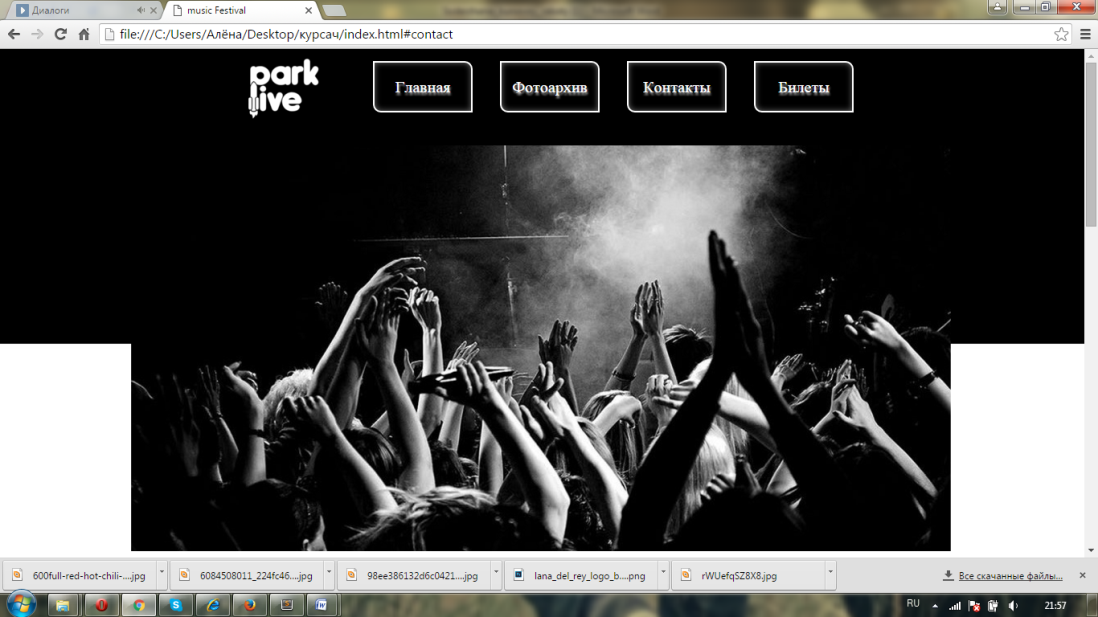 Диалоги
music Festival
file:///C:/Users/Алёна/Desktop/курсач/index.html#contact
park live
Главная
Фотоархив
Контакты
Билеты
600full-red-hot-chili-....jpg
6084508011_224fc46....jpg
98ee386132d6c0421....jpg
lana_del_rey_logo_b....png
rWUefqSZ8X8.jpg
Все скачанные файлы...
RU
21:57